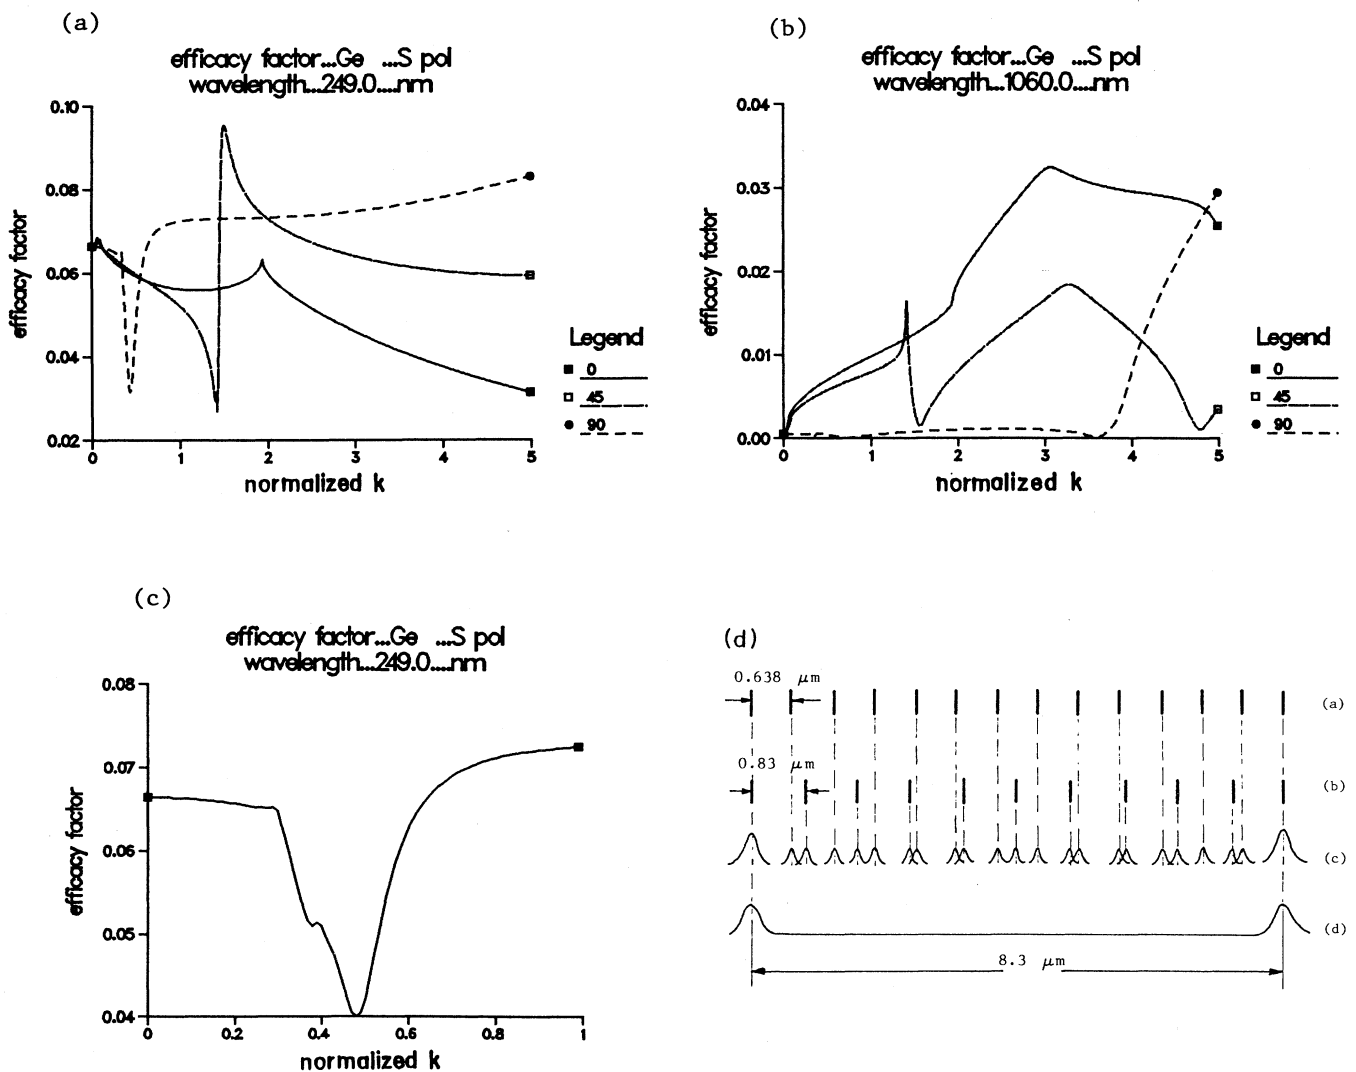 (a)
efficacy factor...Ge ...S pol
wavelength...249.0....nm
0.10
0.08
0.06
0.04
0.02
efficacy factor
0 1 2 3 4 5
normalized k
Legend
0
45
90
(b)
efficacy factor...Ge ...S pol
wavelength...1060.0....nm
0.04
0.03
0.02
0.01
0.00
efficacy factor
0 1 2 3 4 5
normalized k
Legend
0
45
90
(c)
efficacy factor...Ge ...S pol
wavelength...249.0....nm
0.08
0.07
0.06
0.05
0.04
efficacy factor
0 0.2 0.4 0.6 0.8 1
normalized k
(d)
0.638 μm
(a)
0.83 μm
(b)
(c)
(d)
8.3 μm